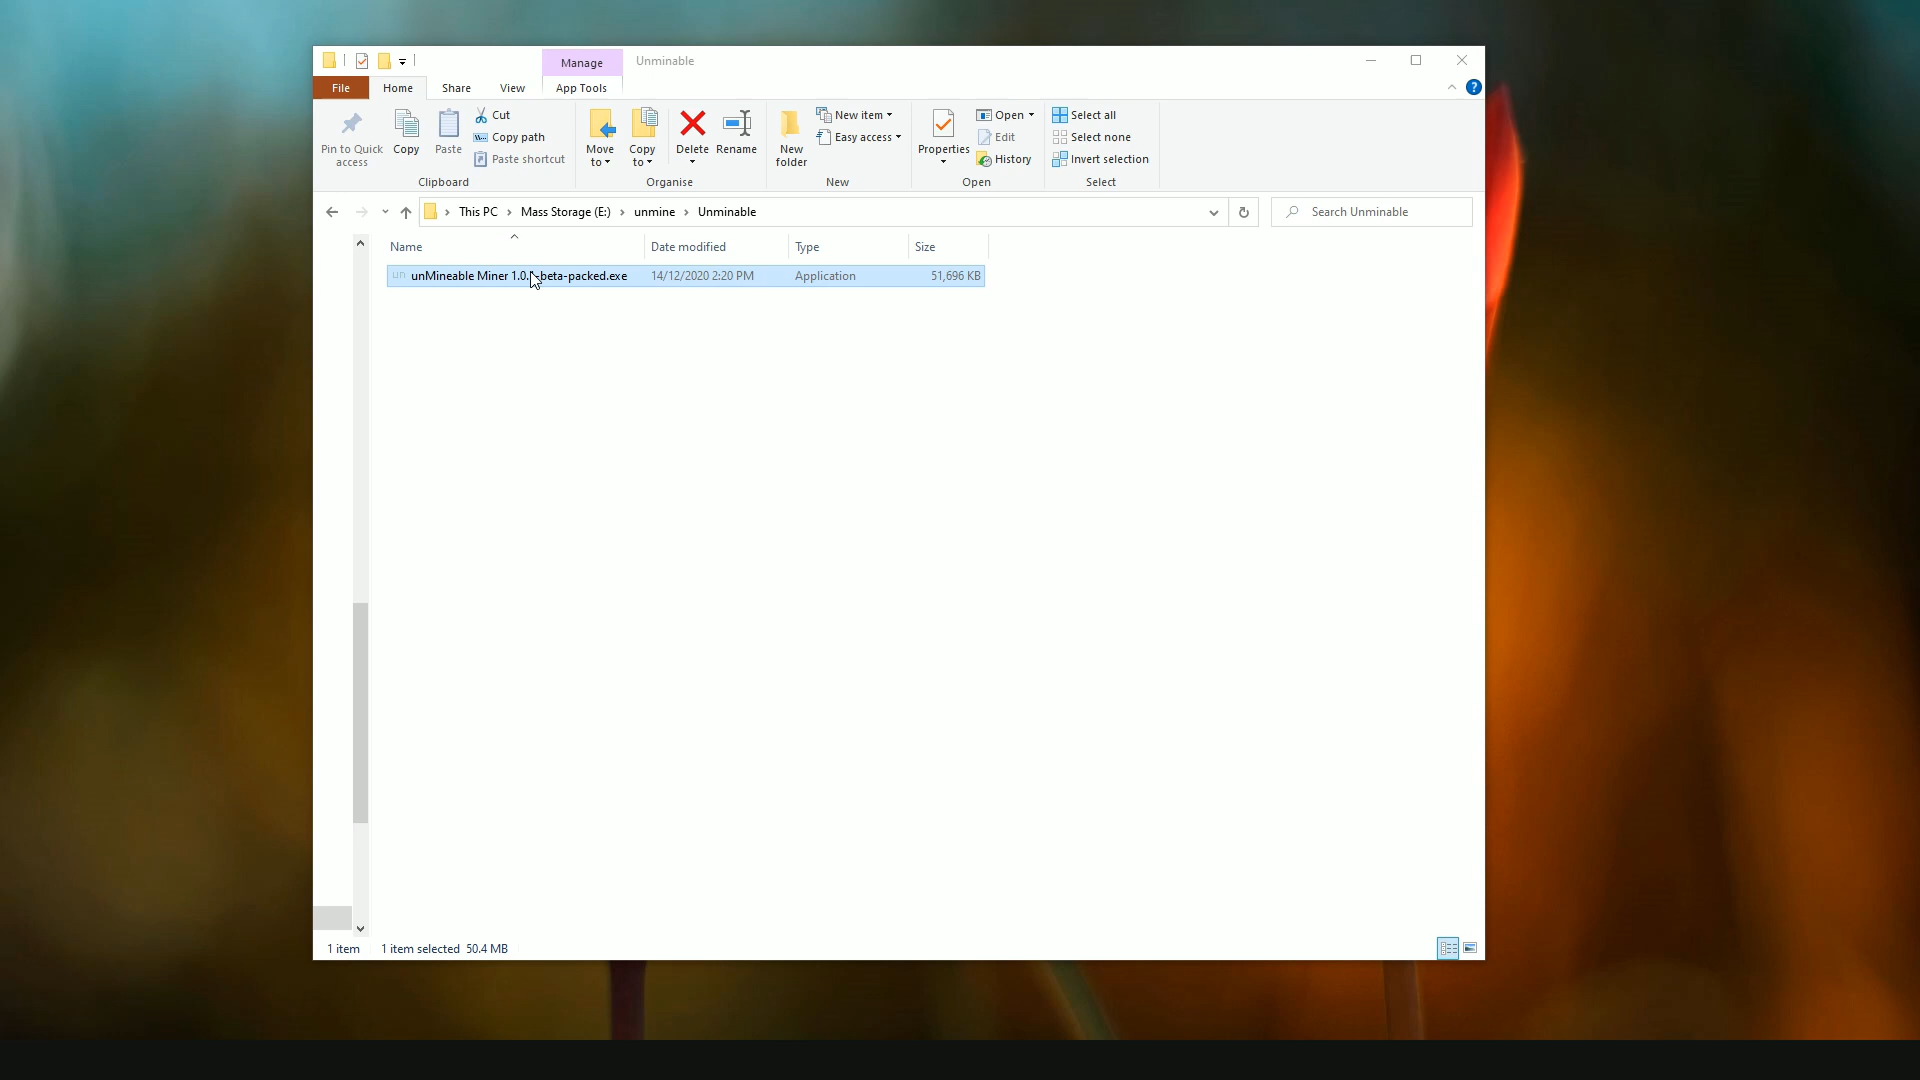 Manage Unminable
File Home Share View App Tools
Pin to Quick access
Copy
Paste
Cut
Copy path
Paste shortcut
Clipboard
Move to
Copy to
Delete
Rename
Organise
New folder
New item
Easy access
New
Properties
Open
Edit
History
Open
Select all
Select none
Invert selection
Select
This PC Mass Storage (E:) unmine Unminable
Search Unminable
Name Date modified Type Size
un unMineable Miner 1.0. -beta-packed.exe 14/12/2020 2:20 PM Application 51,696 KB
1 item 1 item selected 50.4 MB